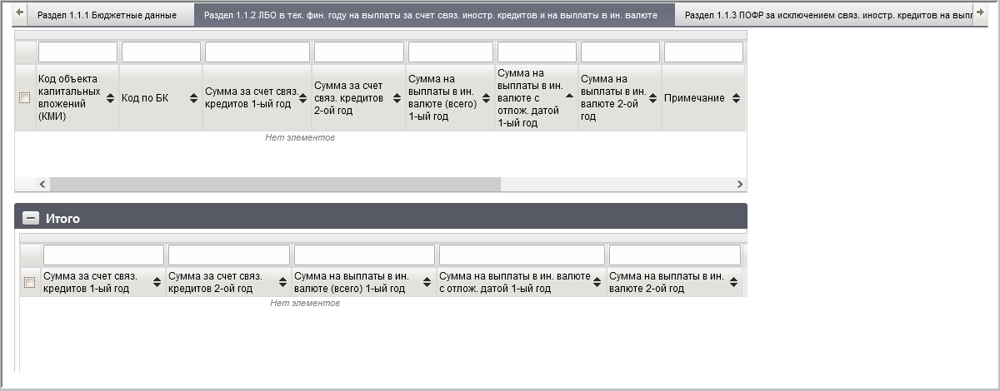 Раздел 1.1.1 Бюджетные данные
Раздел 1.1.2 ЛБО в тек. фин. году на выплаты за счет связ. иностр. кредитов и на выплаты в ин. валюте
Раздел 1.1.3 ПОФР за исключением связ. иностр. кредитов на выпл
Код объекта
капитальных
вложений
(КМИ)
Код по БК
Сумма за счет связ.
кредитов 1-ый год
Сумма за счет
связ. кредитов
2-ой год
Сумма на
выплаты в ин.
валюте (всего)
1-ый год
Сумма на
выплаты в ин.
валюте с
отлож. датой
1-ый год
Сумма на
выплаты в ин.
валюте 2-ой
год
Примечание
Нет элементов
Итого
Сумма за счет связ.
кредитов 1-ый год
Сумма за счет связ.
кредитов 2-ой год
Сумма на выплаты в ин.
валюте (всего) 1-ый год
Сумма на выплаты в ин. валюте
с отлож. датой 1-ый год
Сумма на выплаты в ин.
валюте 2-ой год
Нет элементов